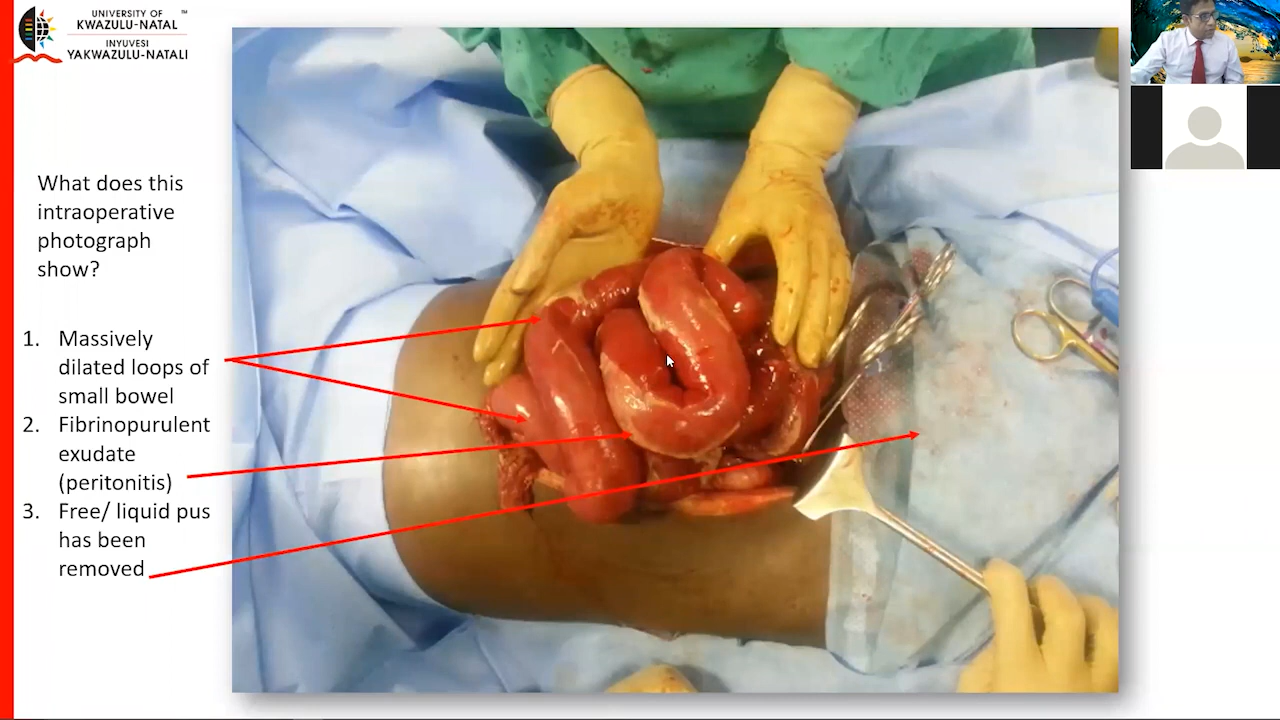 UNIVERSITY OF ™
KWAZULU-NATAL
INYUVESI
YAKWAZULU-NATALI
What does this
intraoperative
photograph
show?
1. Massively
dilated loops of
small bowel
2. Fibrinopurulent
exudate
(peritonitis)
3. Free/ liquid pus
has been
removed